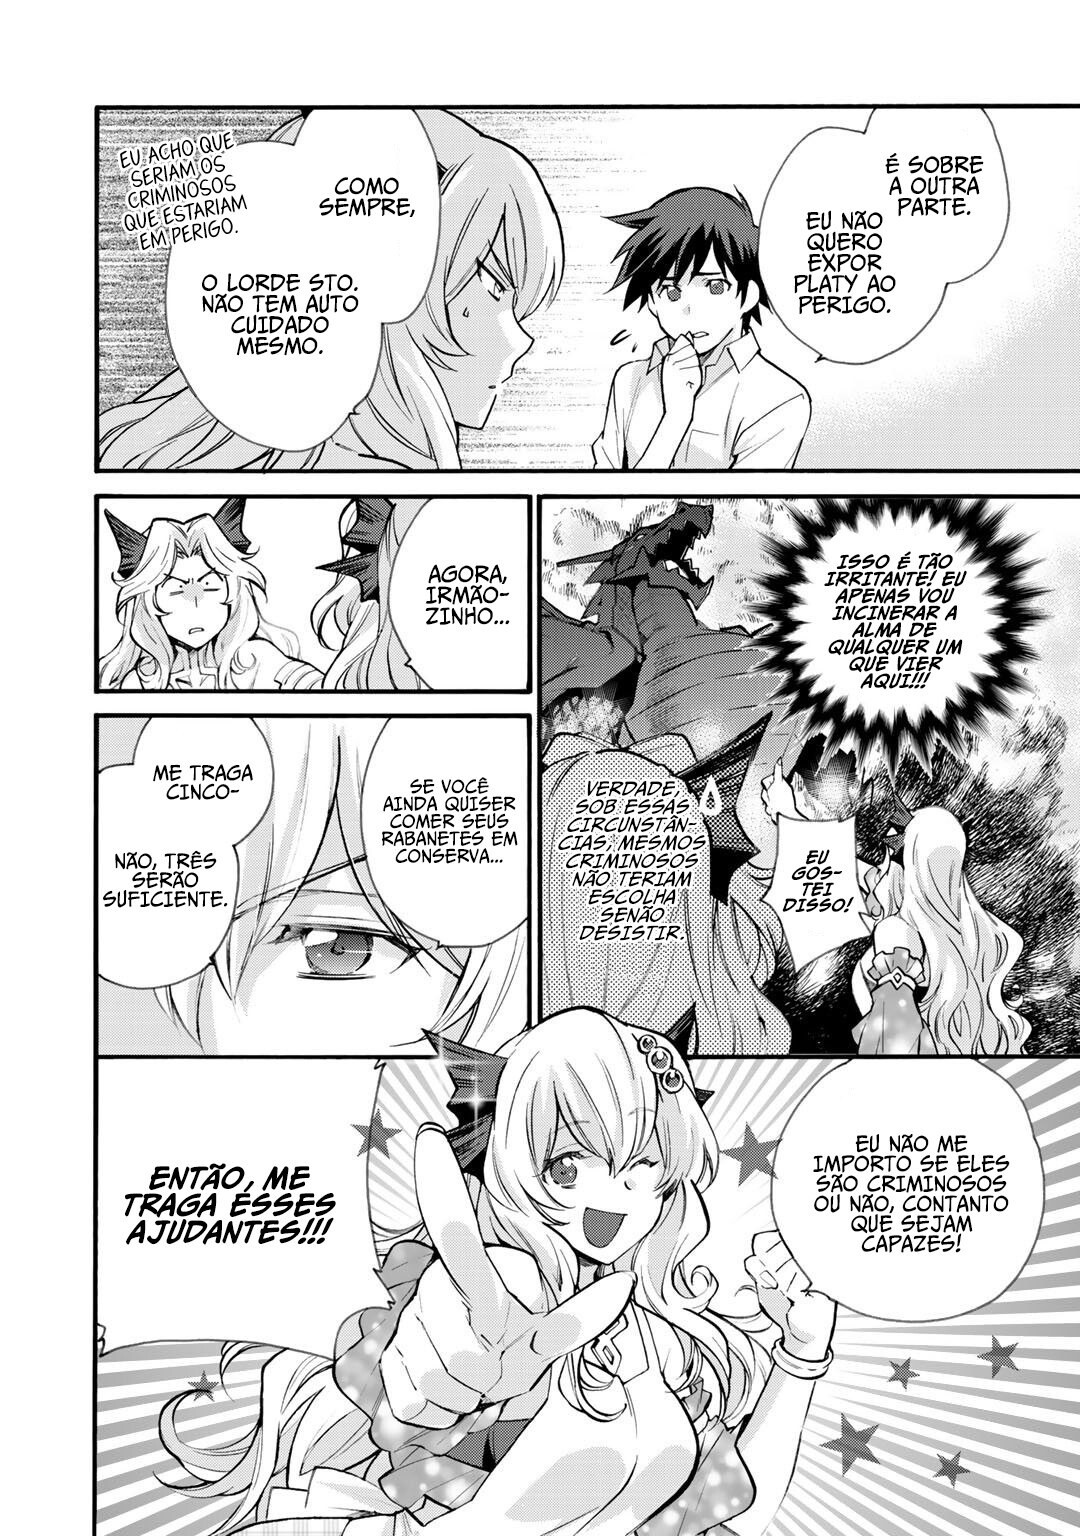 É SOBRE
A OUTRA
PARTE.
EU NÃO
QUERO
EXPOR
PLATY AO
PERIGO.
COMO
SEMPRE,
O LORDE STO.
NÃO TEM AUTO
CUIDADO
MESMO.
EU ACHO QUE
SERIAM OS
CRIMINOSOS
QUE ESTARIAM
EM PERIGO.
ISSO É TÃO
IRRITANTE! EU
APENAS VOU
INCINERAR A
ALMA DE
QUALQUER UM
QUE VIER
AQUI!!!
EU
GOS-
TEI
DISSO!
VERDADE,
SOB ESSAS
CIRCUNSTÂN-
CIAS, MESMOS
CRIMINOSOS
NÃO TERIAM
ESCOLHA
SENÃO
DESISTIR.
AGORA,
IRMÃO-
ZINHO...
SE VOCÊ
AINDA QUISER
COMER SEUS
RABANETES EM
CONSERVA...
ME TRAGA
CINCO-
NÃO, TRÊS
SERÃO
SUFICIENTE.
EU NÃO ME
IMPORTO SE ELES
SÃO CRIMINOSOS
OU NÃO, CONTANTO
QUE SEJAM
CAPAZES!
ENTÃO, ME
TRAGA ESSES
AJUDANTES!!!